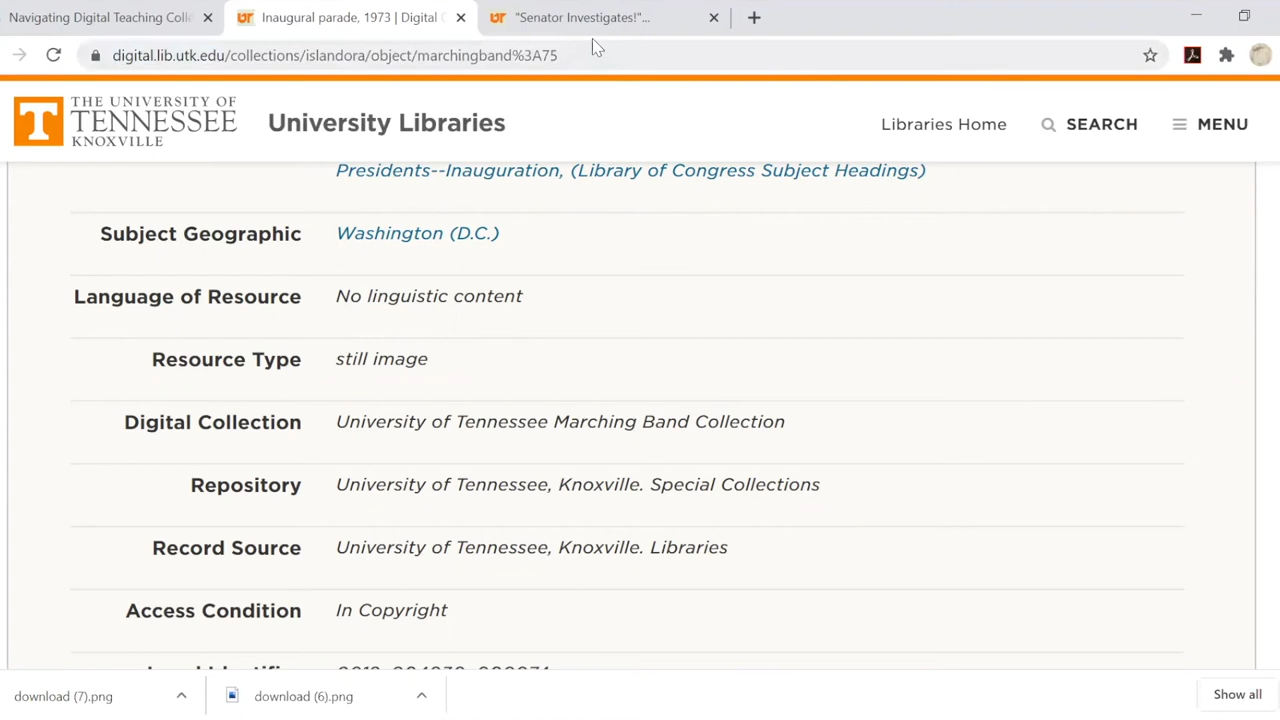 Navigating Digital Teaching Coll
Inaugural parade, 1973 | Digital
"Senator Investigates!"...
digital.lib.utk.edu/collections/islandora/object/marchingband%3A75
T
THE UNIVERSITY OF
TENNESSEE
KNOXVILLE
University Libraries
Libraries Home
SEARCH
MENU
Presidents--Inauguration, (Library of Congress Subject Headings)
Subject Geographic Washington (D.C.)
Language of Resource No linguistic content
Resource Type still image
Digital Collection University of Tennessee Marching Band Collection
Repository University of Tennessee, Knoxville. Special Collections
Record Source University of Tennessee, Knoxville. Libraries
Access Condition In Copyright
download (7).png
download (6).png
Show all